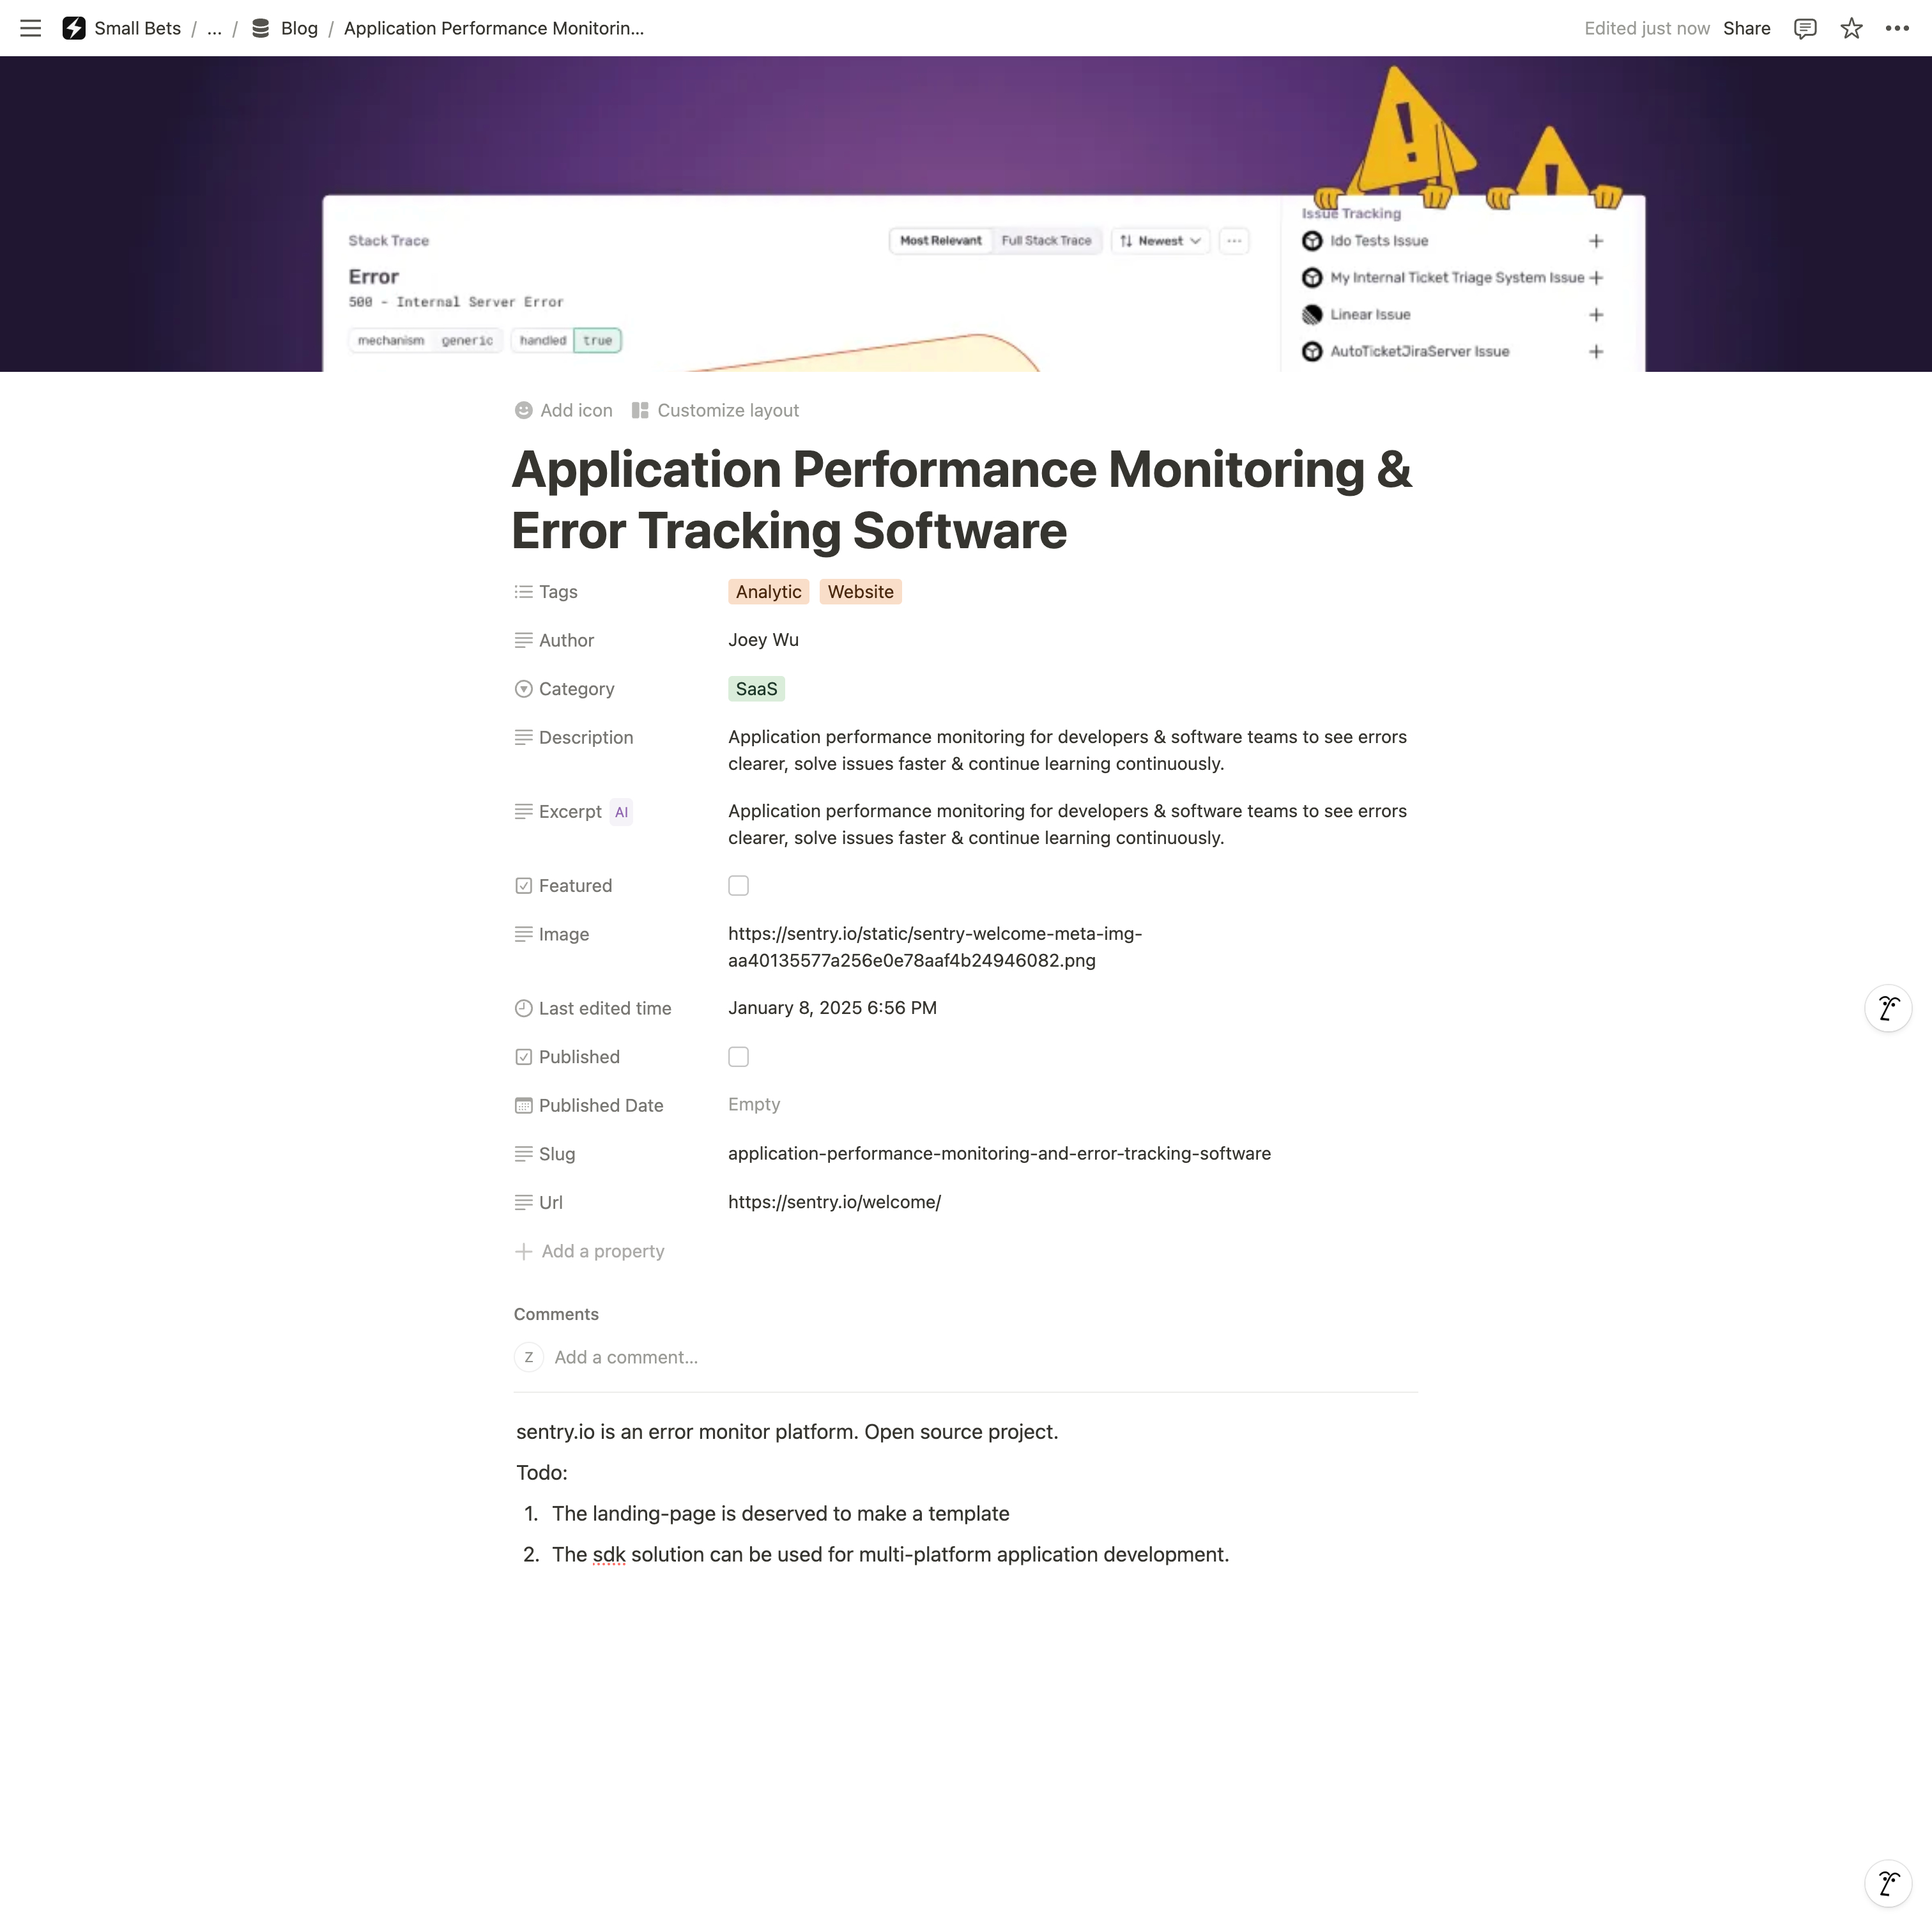 Small Bets / ... / Blog / Application Performance Monitorin...
Edited just now Share
Stack Trace
Most Relevant Full Stack Trace Newest
Error
500 - Internal Server Error
mechanism generic handled true
Issue Tracking
Ido Tests Issue
My Internal Ticket Triage System Issue
Linear Issue
AutoTicketJiraServer Issue
Add icon Customize layout
Application Performance Monitoring &
Error Tracking Software
Tags Analytic Website
Author Joey Wu
Category SaaS
Description Application performance monitoring for developers & software teams to see errors
clearer, solve issues faster & continue learning continuously.
Excerpt AI Application performance monitoring for developers & software teams to see errors
clearer, solve issues faster & continue learning continuously.
Featured
Image https://sentry.io/static/sentry-welcome-meta-img-
aa40135577a256e0e78aaf4b24946082.png
Last edited time January 8, 2025 6:56 PM
Published
Published Date Empty
Slug application-performance-monitoring-and-error-tracking-software
Url https://sentry.io/welcome/
Add a property
Comments
Z Add a comment...
sentry.io is an error monitor platform. Open source project.
Todo:
1. The landing-page is deserved to make a template
2. The sdk solution can be used for multi-platform application development.